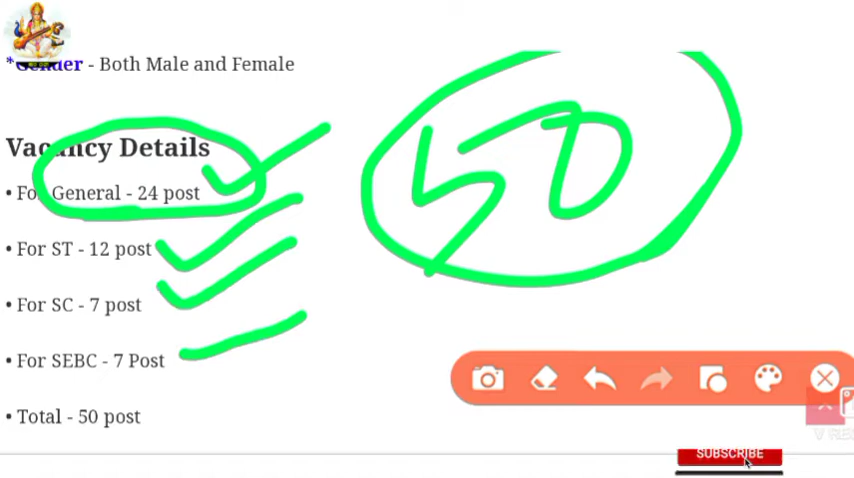 *Gender - Both Male and Female
Vacancy Details
• For General - 24 post
50
• For ST - 12 post
• For SC - 7 post
• For SEBC - 7 Post
• Total - 50 post
SUBSCRIBE